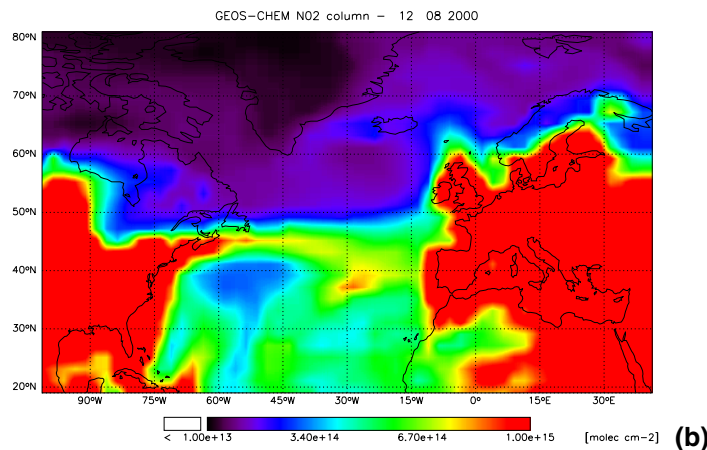 GEOS-CHEM NO2 column - 12 08 2000
81°N
70°N
60°N
50°N
40°N
30°N
20°N
90°W 75°W 60°W 45°W 30°W 15°W 0°E 15°E 30°E
< 1.00e+13 3.40e+14 6.70e+14 1.00e+15 [molec cm-2] (b)